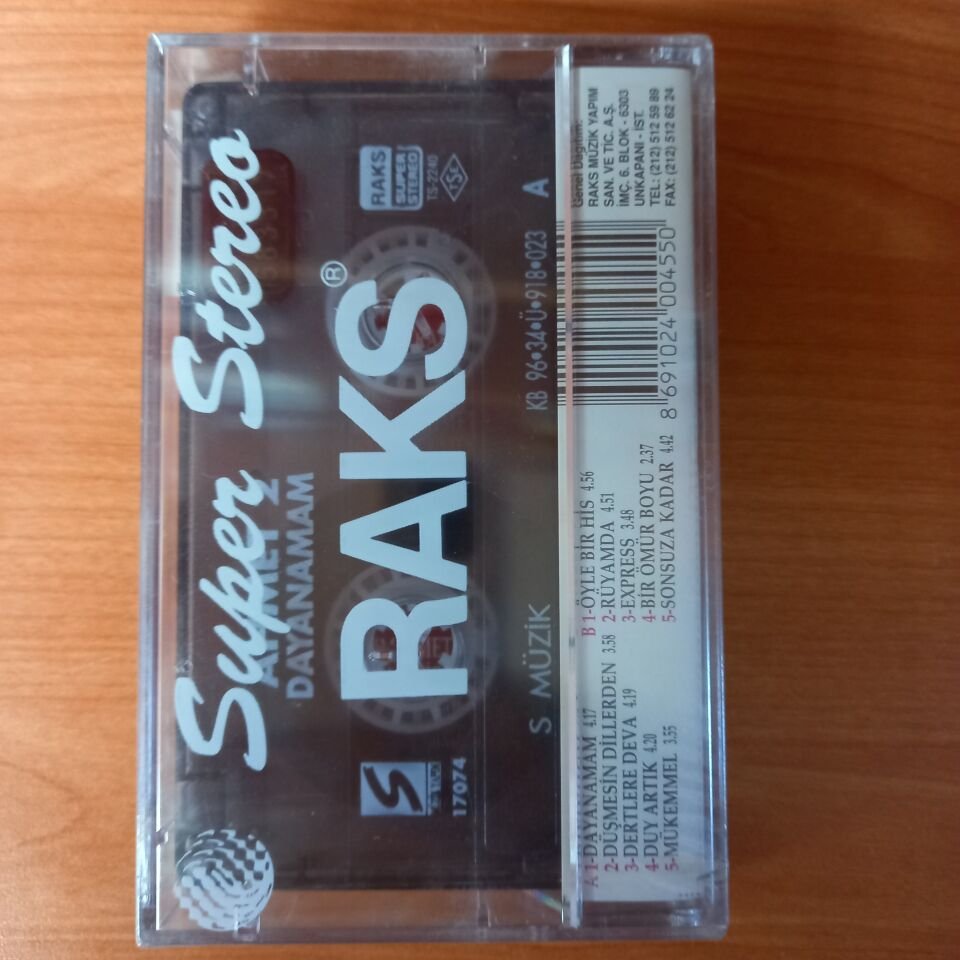 Super Stereo
AHMET 2
DAYANAMAM
RAKS®
17074
RAKS
SUPER
STEREO
TSE
S MÜZİK
KB 96•34•Ü•918•023 A
A 1-DAYANAMAM 4.17
2-DÜŞMESİN DİLLERDEN 3.58
3-DERTLERE DEVA 4.19
4-DUY ARTIK 4.20
5-MÜKEMMEL 3.55
B 1-ÖYLE BİR HİS 4.56
2-RÜYAMDA 4.51
3-EXPRESS 3.48
4-BİR ÖMÜR BOYU 2.37
5-SONSUZA KADAR 4.42
8 691024 004550
Genel Dağıtım:
RAKS MÜZİK YAPIM
SAN. VE TİC. A.Ş.
İMÇ. 6. BLOK - 6303
UNKAPANI - İST.
TEL: (212) 512 59 89
FAX: (212) 512 62 24